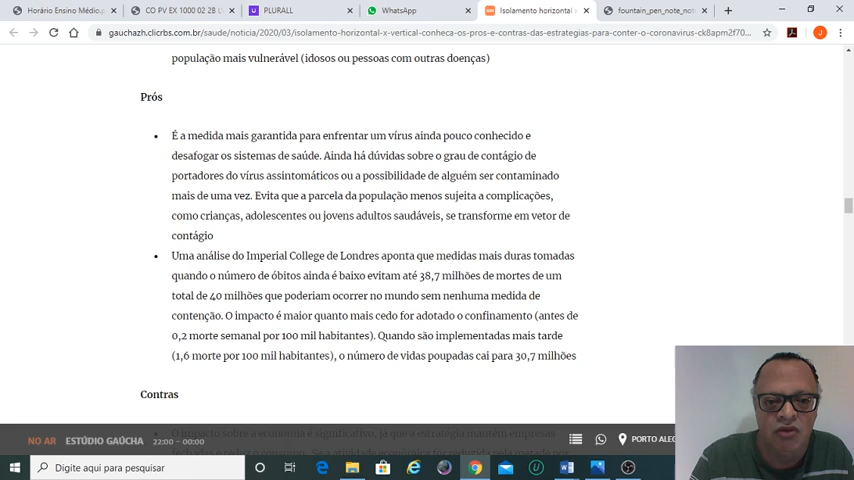 Horário Ensino Médio.p
CO PV EX 1000 02 2B L
PLURALL
WhatsApp
Isolamento horizontal x
fountain_pen_note_note
gauchazh.clicrbs.com.br/saude/noticia/2020/03/isolamento-horizontal-x-vertical-conheca-os-pros-e-contras-das-estrategias-para-conter-o-coronavirus-ck8apm2f70...
população mais vulnerável (idosos ou pessoas com outras doenças)
Prós
É a medida mais garantida para enfrentar um vírus ainda pouco conhecido e
desafogar os sistemas de saúde. Ainda há dúvidas sobre o grau de contágio de
portadores do vírus assintomáticos ou a possibilidade de alguém ser contaminado
mais de uma vez. Evita que a parcela da população menos sujeita a complicações,
como crianças, adolescentes ou jovens adultos saudáveis, se transforme em vetor de
contágio
Uma análise do Imperial College de Londres aponta que medidas mais duras tomadas
quando o número de óbitos ainda é baixo evitam até 38,7 milhões de mortes de um
total de 40 milhões que poderiam ocorrer no mundo sem nenhuma medida de
contenção. O impacto é maior quanto mais cedo for adotado o confinamento (antes de
0,2 morte semanal por 100 mil habitantes). Quando são implementadas mais tarde
(1,6 morte por 100 mil habitantes), o número de vidas poupadas cai para 30,7 milhões
Contras
O impacto sobre a economia é significativo, já que a estratégia mantém empresas
NO AR ESTÚDIO GAÚCHA 22:00 - 00:00 PORTO ALEG
Digite aqui para pesquisar